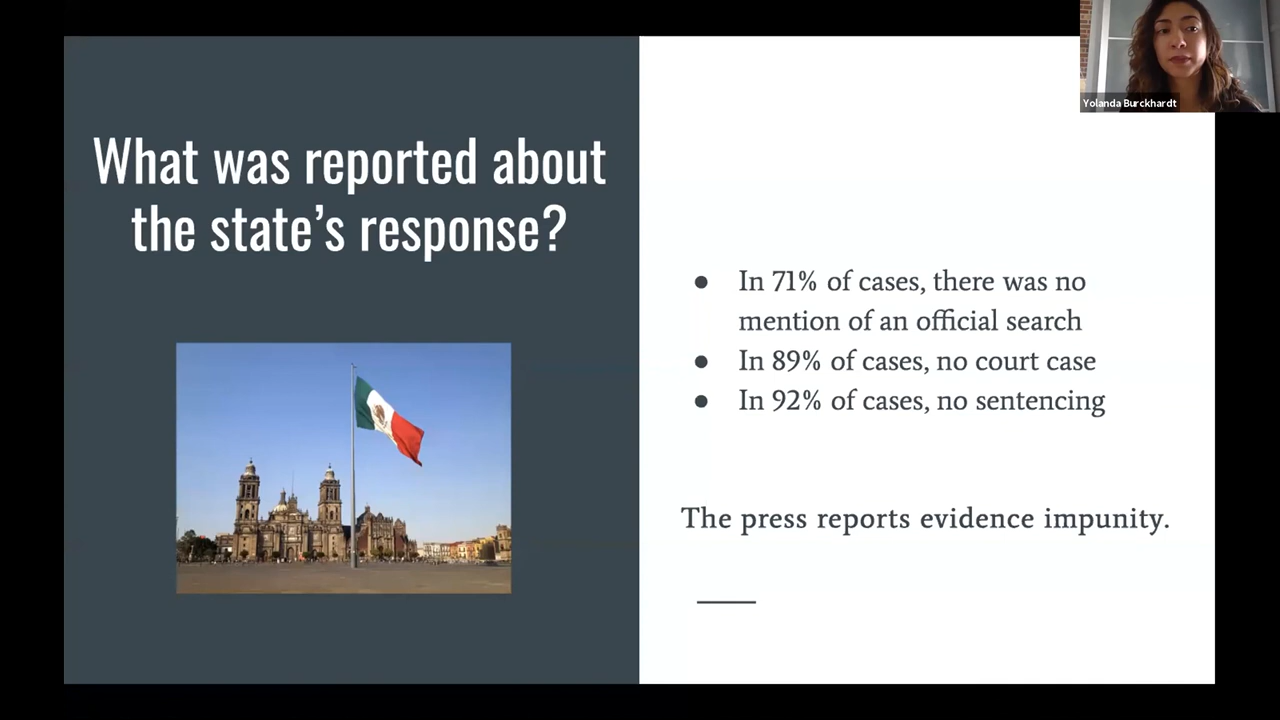 What was reported about
the state's response?
● In 71% of cases, there was no
mention of an official search
● In 89% of cases, no court case
● In 92% of cases, no sentencing
The press reports evidence impunity.
Yolanda Burckhardt